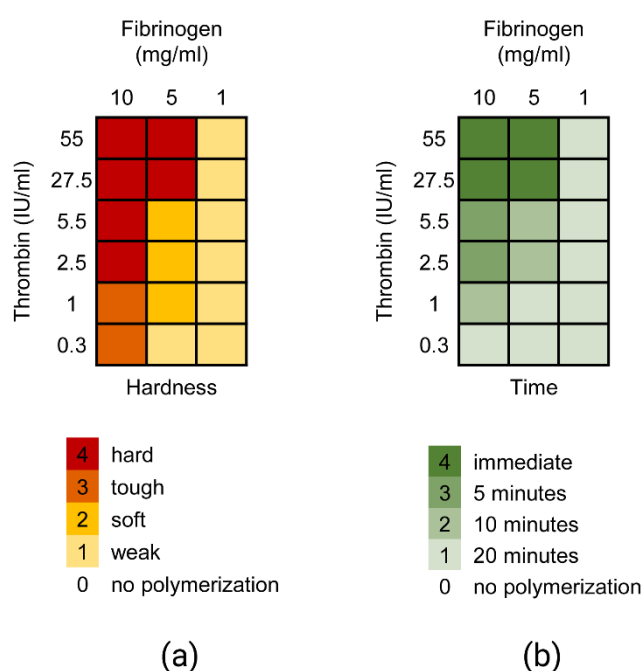 Fibrinogen
(mg/ml)
10 5 1
Thrombin (IU/ml)
55
27.5
5.5
2.5
1
0.3
Hardness
4 hard
3 tough
2 soft
1 weak
0 no polymerization
(a)
Fibrinogen
(mg/ml)
10 5 1
Thrombin (IU/ml)
55
27.5
5.5
2.5
1
0.3
Time
4 immediate
3 5 minutes
2 10 minutes
1 20 minutes
0 no polymerization
(b)